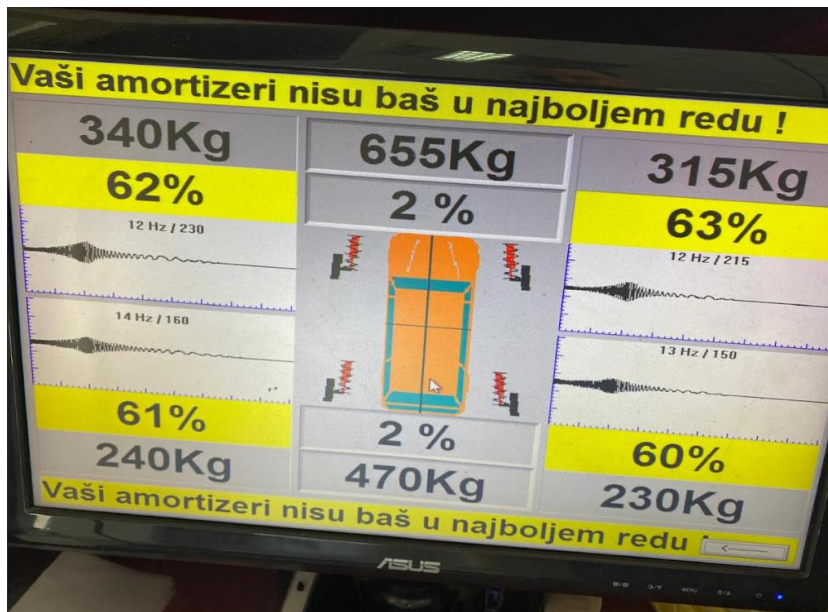 Vaši amortizeri nisu baš u najboljem redu !
340Kg
655Kg
315Kg
62%
2 %
63%
12 Hz / 230
12 Hz / 215
14 Hz / 160
13 Hz / 150
61%
2 %
60%
240Kg
470Kg
230Kg
Vaši amortizeri nisu baš u najboljem redu
ASUS
MENU